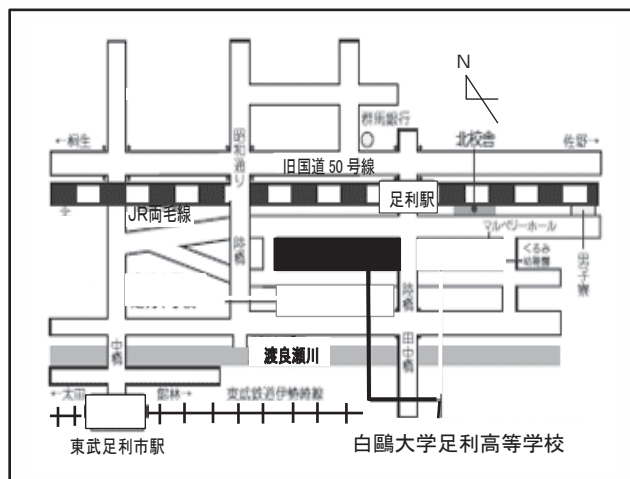 N
群馬銀行
←桐生
昭和通り
北校舎
佐野→
旧国道 50 号線
足利駅
JR両毛線
マルベリーホール
陸橋
くるみ
幼稚園
男子寮
陸橋
中橋
渡良瀬川
田中橋
←太田
館林→
東武鉄道伊勢崎線
東武足利市駅
白鷗大学足利高等学校